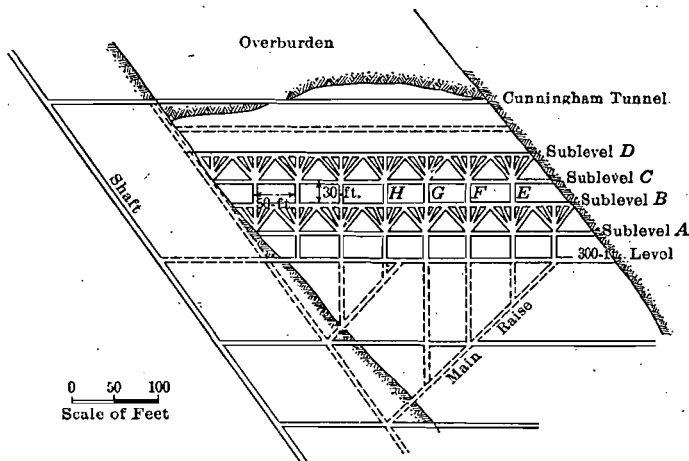 Overburden
Cunningham Tunnel
Sublevel D
Sublevel C
Sublevel B
Sublevel A
300-ft. Level
Shaft
50-ft.
30-ft.
H
G
F
E
Main Raise
0 50 100
Scale of Feet